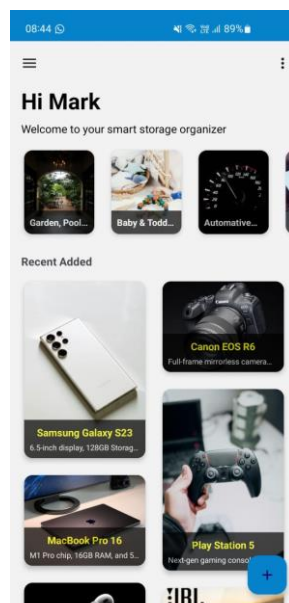 08:44
89%
Hi Mark
Welcome to your smart storage organizer
Garden, Pool...
Baby & Todd...
Automative...
Recent Added
Samsung Galaxy S23
6.5-inch display, 128GB Storag...
Canon EOS R6
Full-frame mirrorless camera...
MacBook Pro 16
M1 Pro chip, 16GB RAM, and 5...
Play Station 5
Next-gen gaming consol
+
JBL